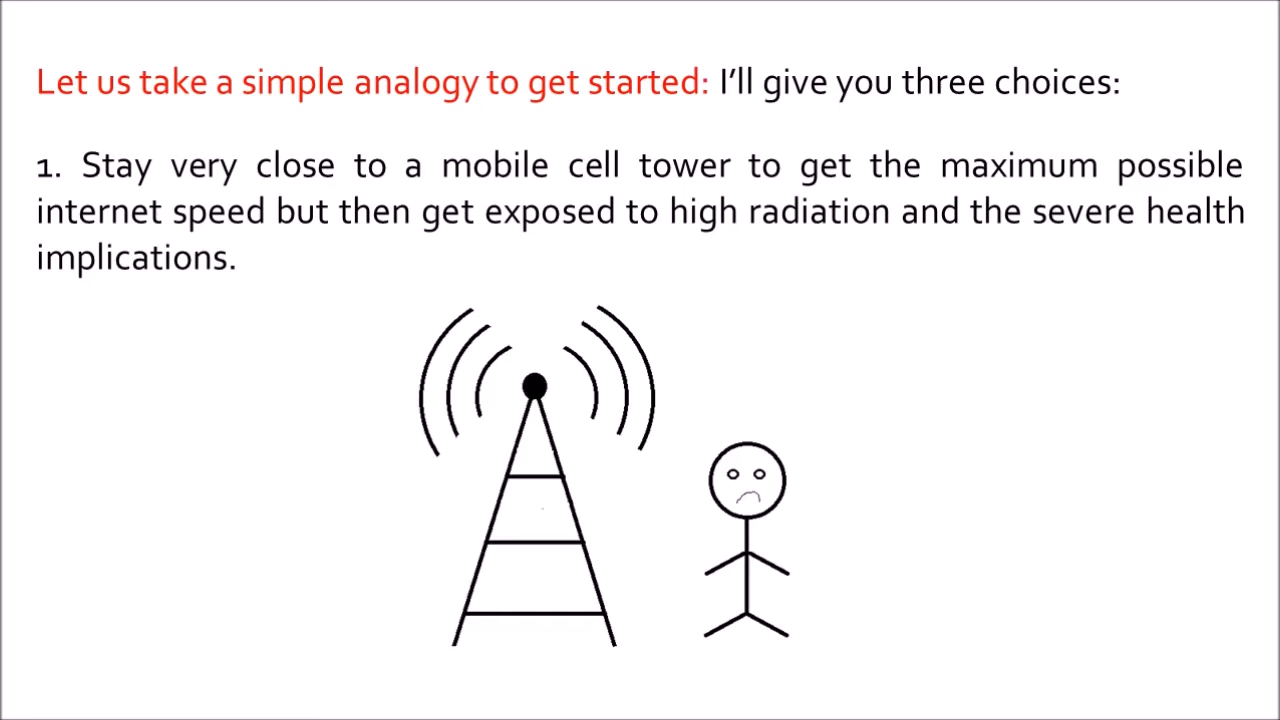 Let us take a simple analogy to get started: I’ll give you three choices:
1. Stay very close to a mobile cell tower to get the maximum possible
internet speed but then get exposed to high radiation and the severe health
implications.